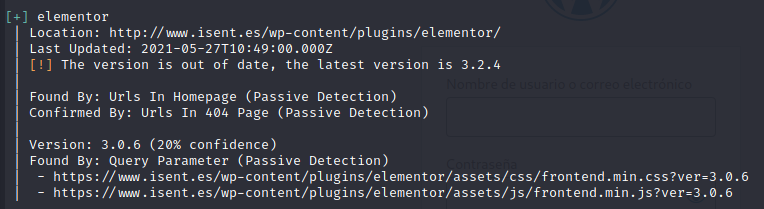 [+] elementor
| Location: http://www.isent.es/wp-content/plugins/elementor/
| Last Updated: 2021-05-27T10:49:00.000Z
| [!] The version is out of date, the latest version is 3.2.4
|
| Found By: Urls In Homepage (Passive Detection)
| Confirmed By: Urls In 404 Page (Passive Detection)
|
| Version: 3.0.6 (20% confidence)
| Found By: Query Parameter (Passive Detection)
|  - https://www.isent.es/wp-content/plugins/elementor/assets/css/frontend.min.css?ver=3.0.6
|  - https://www.isent.es/wp-content/plugins/elementor/assets/js/frontend.min.js?ver=3.0.6
Nombre de usuario o correo electrónico
Contraseña